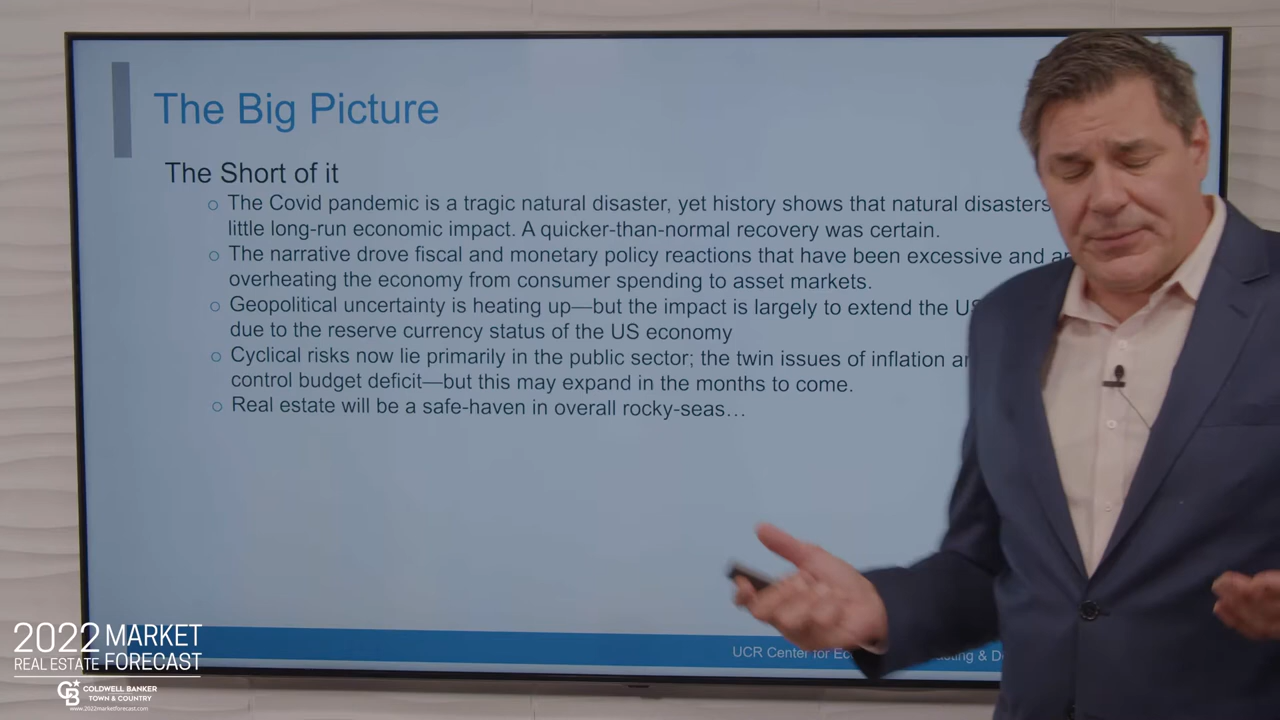 The Big Picture
The Short of it
The Covid pandemic is a tragic natural disaster, yet history shows that natural disasters
little long-run economic impact. A quicker-than-normal recovery was certain.
The narrative drove fiscal and monetary policy reactions that have been excessive and
overheating the economy from consumer spending to asset markets.
Geopolitical uncertainty is heating up—but the impact is largely to extend the US
due to the reserve currency status of the US economy
Cyclical risks now lie primarily in the public sector; the twin issues of inflation
control budget deficit—but this may expand in the months to come.
Real estate will be a safe-haven in overall rocky-seas…
UCR Center for
2022 MARKET
REAL ESTATE FORECAST
CB COLDWELL BANKER
TOWN & COUNTRY
www.2022marketforecast.com